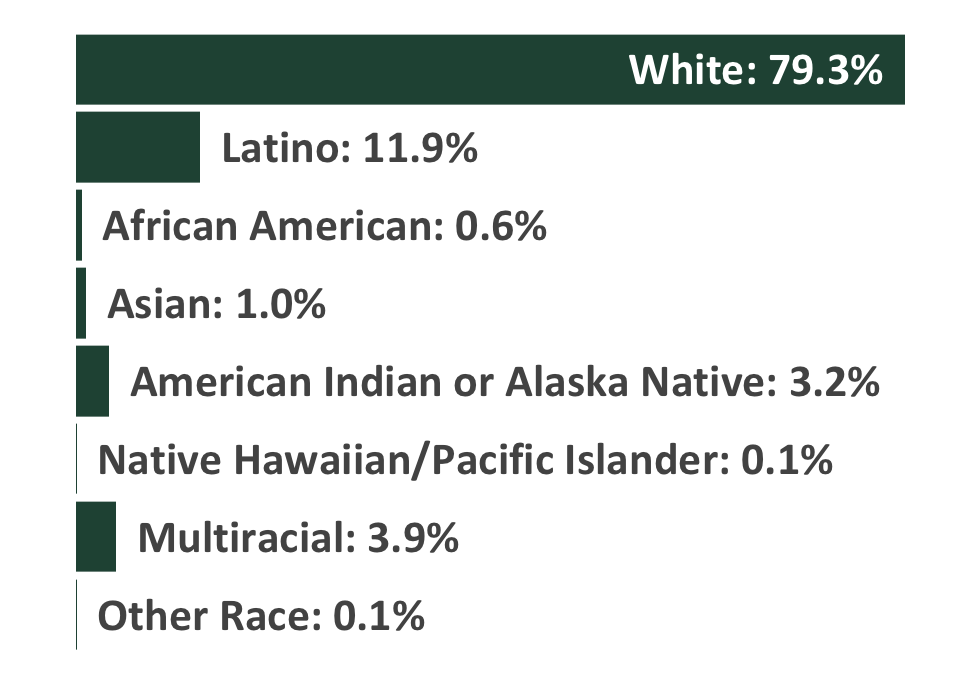 White: 79.3%
Latino: 11.9%
African American: 0.6%
Asian: 1.0%
American Indian or Alaska Native: 3.2%
Native Hawaiian/Pacific Islander: 0.1%
Multiracial: 3.9%
Other Race: 0.1%